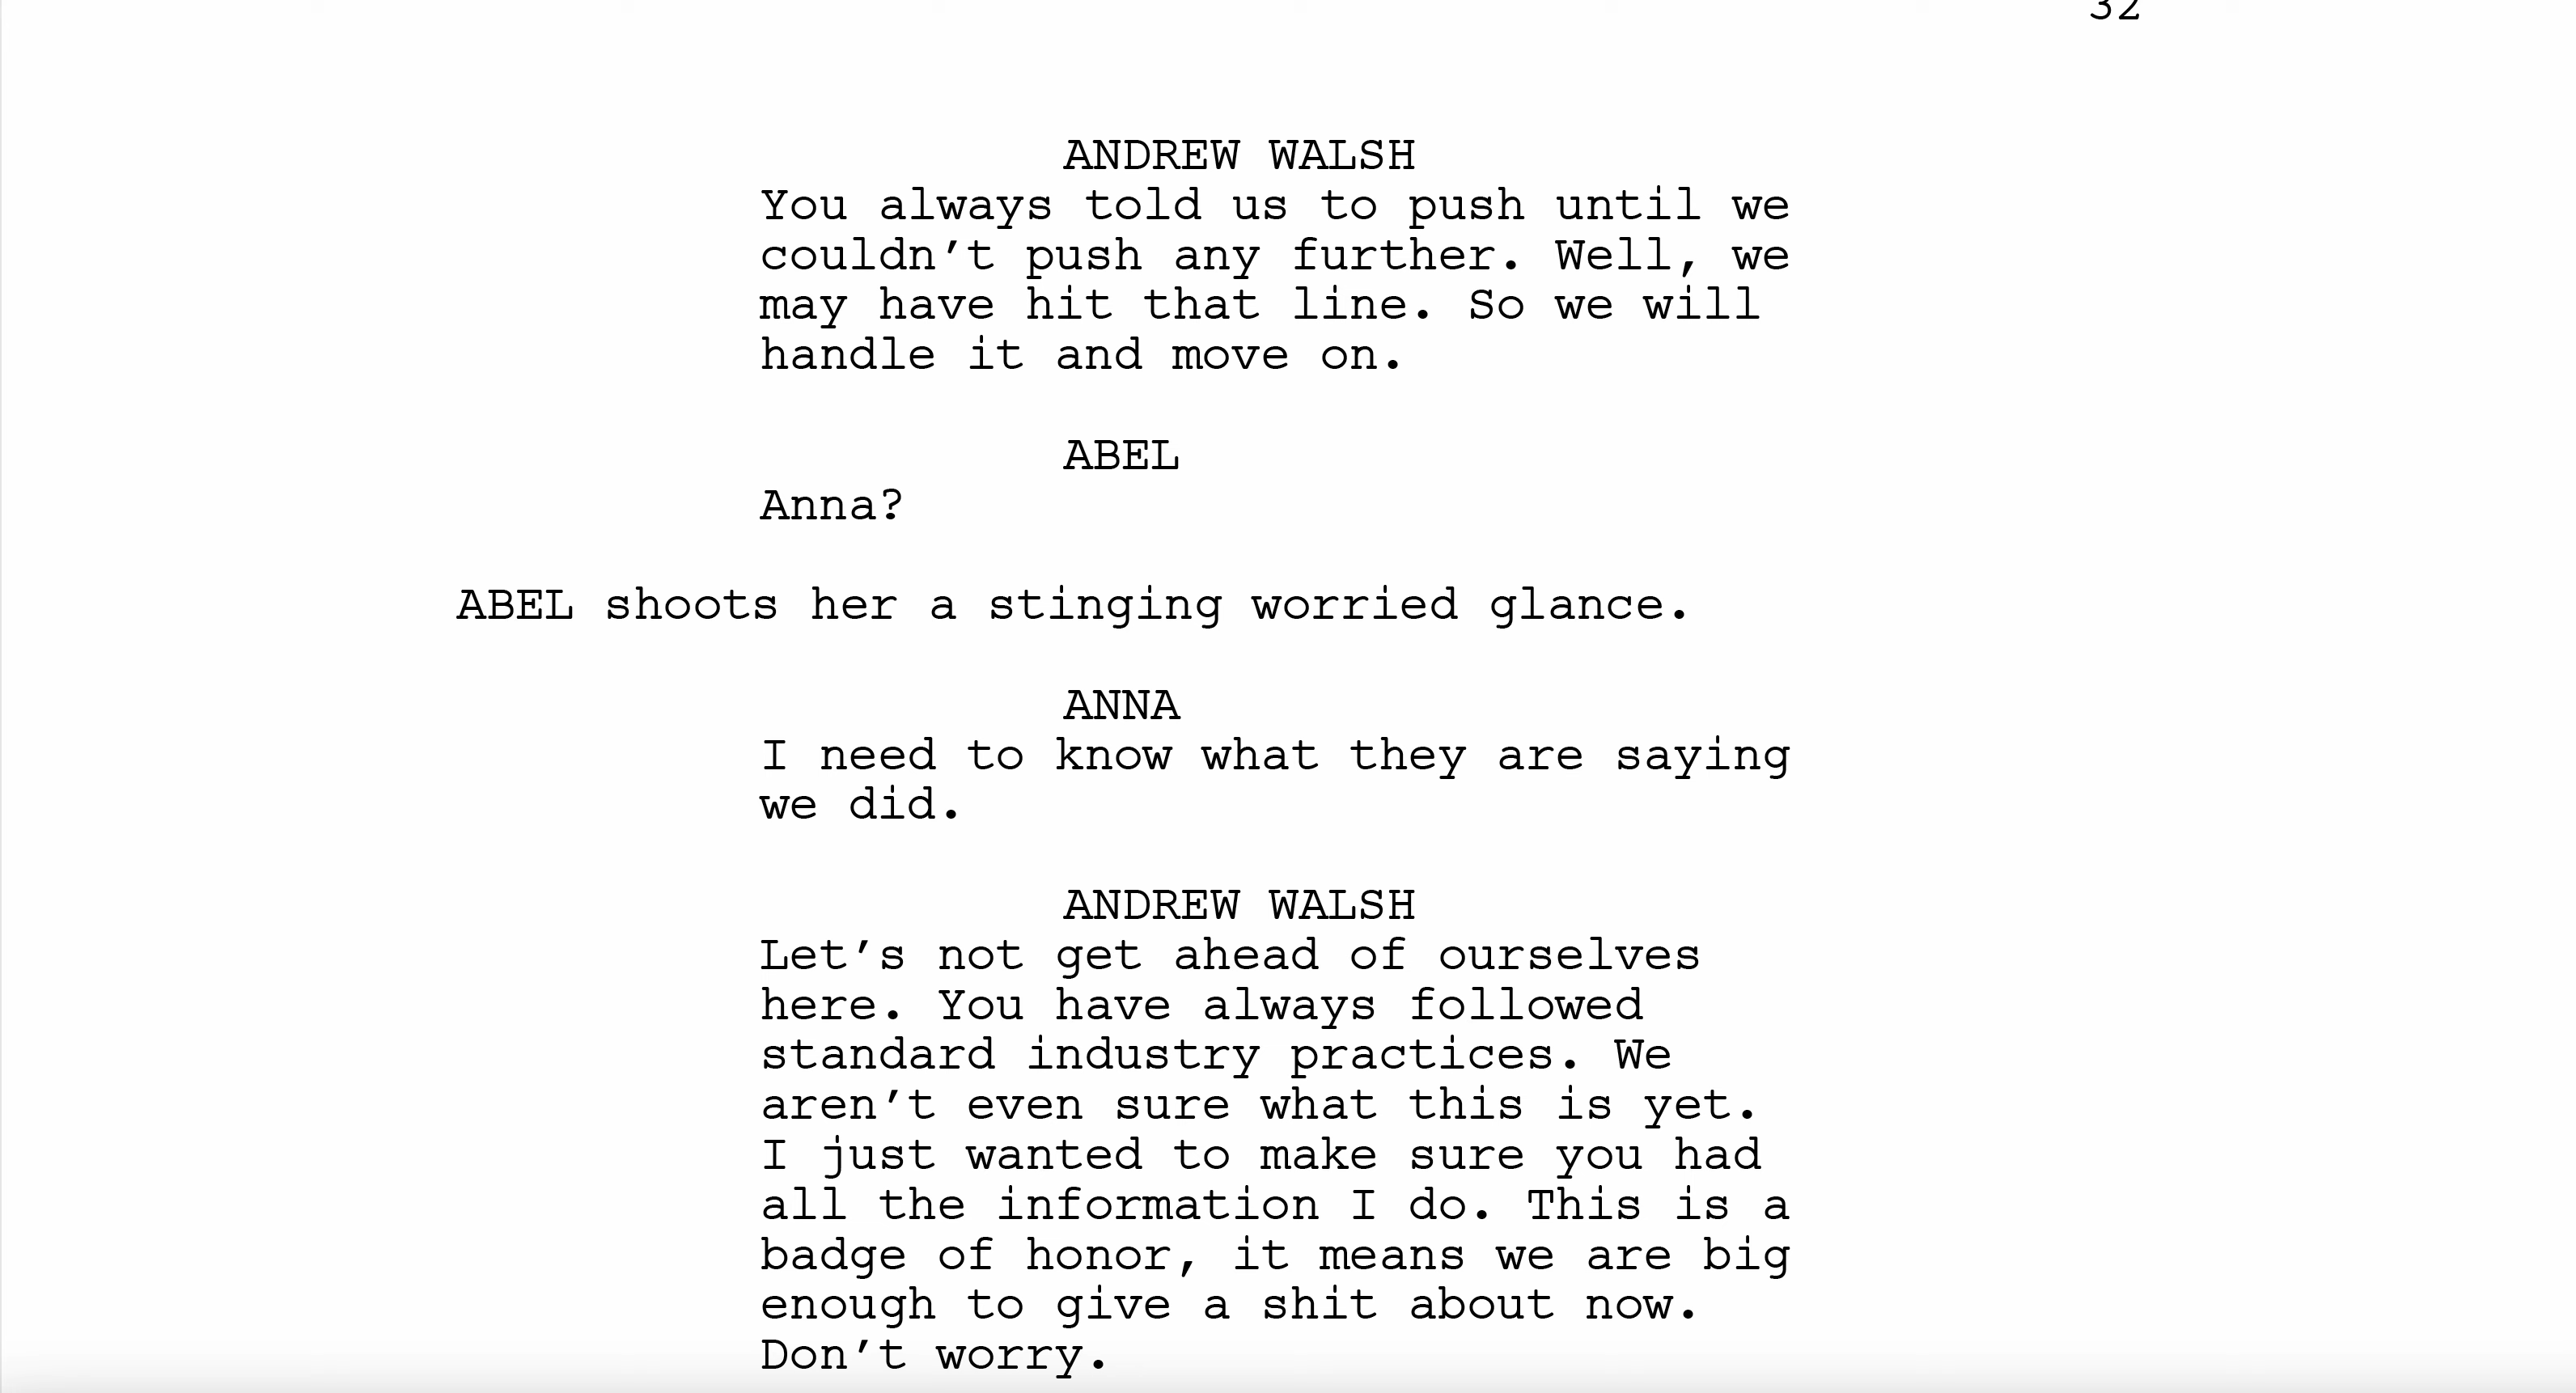 32
ANDREW WALSH
You always told us to push until we
couldn’t push any further. Well, we
may have hit that line. So we will
handle it and move on.
ABEL
Anna?
ABEL shoots her a stinging worried glance.
ANNA
I need to know what they are saying
we did.
ANDREW WALSH
Let’s not get ahead of ourselves
here. You have always followed
standard industry practices. We
aren’t even sure what this is yet.
I just wanted to make sure you had
all the information I do. This is a
badge of honor, it means we are big
enough to give a shit about now.
Don’t worry.